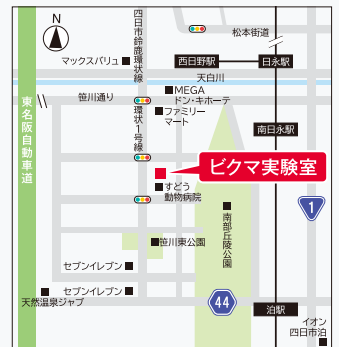 N
四日市鈴鹿環状線
松本街道
マックスバリュ
西日野駅
日永駅
天白川
笹川通り
MEGA
ドン・キホーテ
ファミリー
マート
環状1号線
東名阪自動車道
南日永駅
ビクマ実験室
すどう
動物病院
1
南部丘陵公園
笹川東公園
セブンイレブン
セブンイレブン
天然温泉ジャブ
44
泊駅
イオン
四日市泊